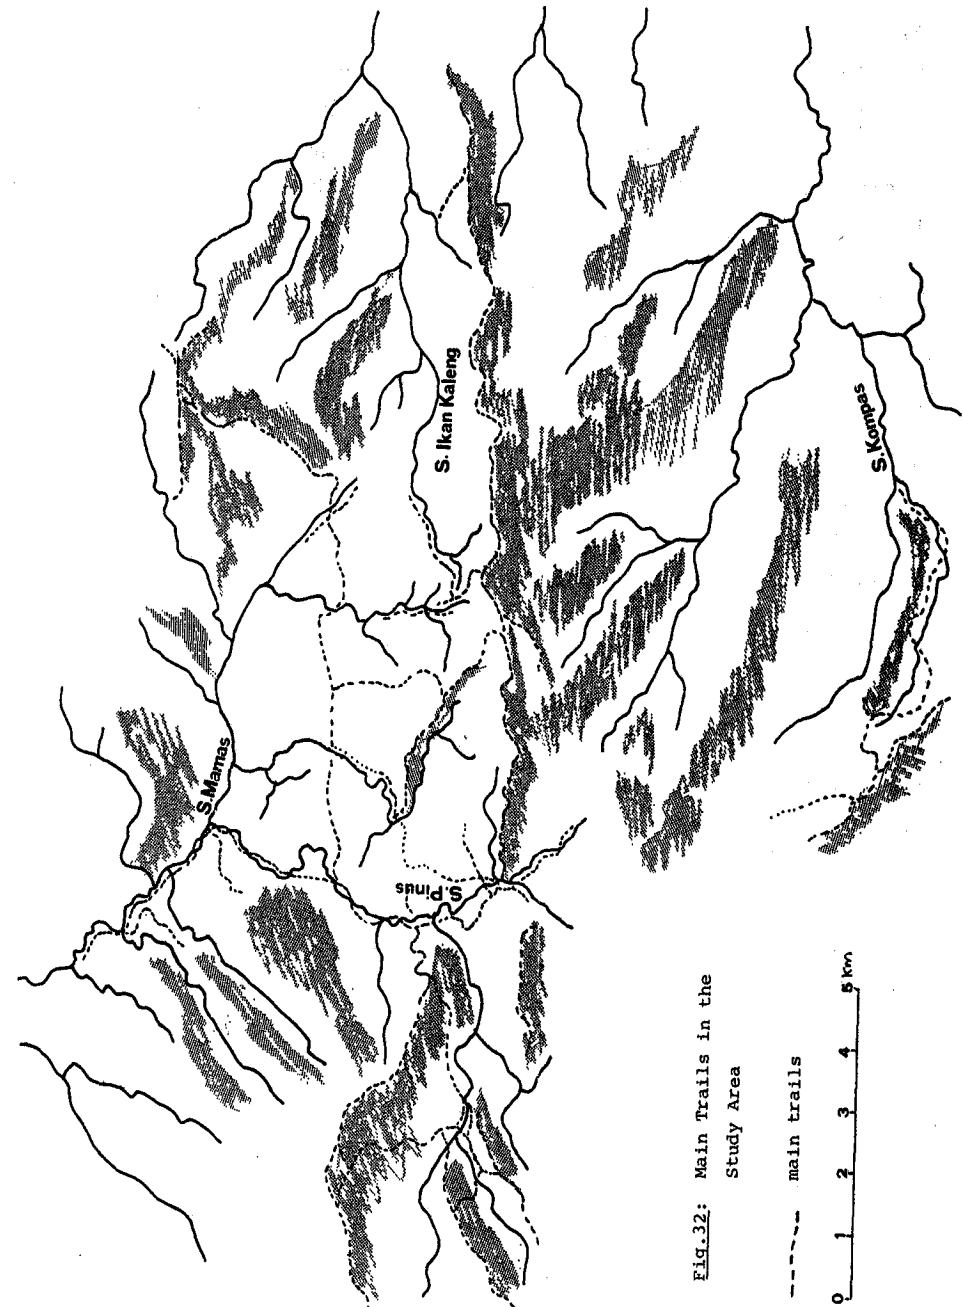 S.Mamas
S. Ikan Kaleng
S.Pinus
S.Kompas
Fig.32: Main Trails in the
Study Area
main trails
0 1 2 3 4 5 km